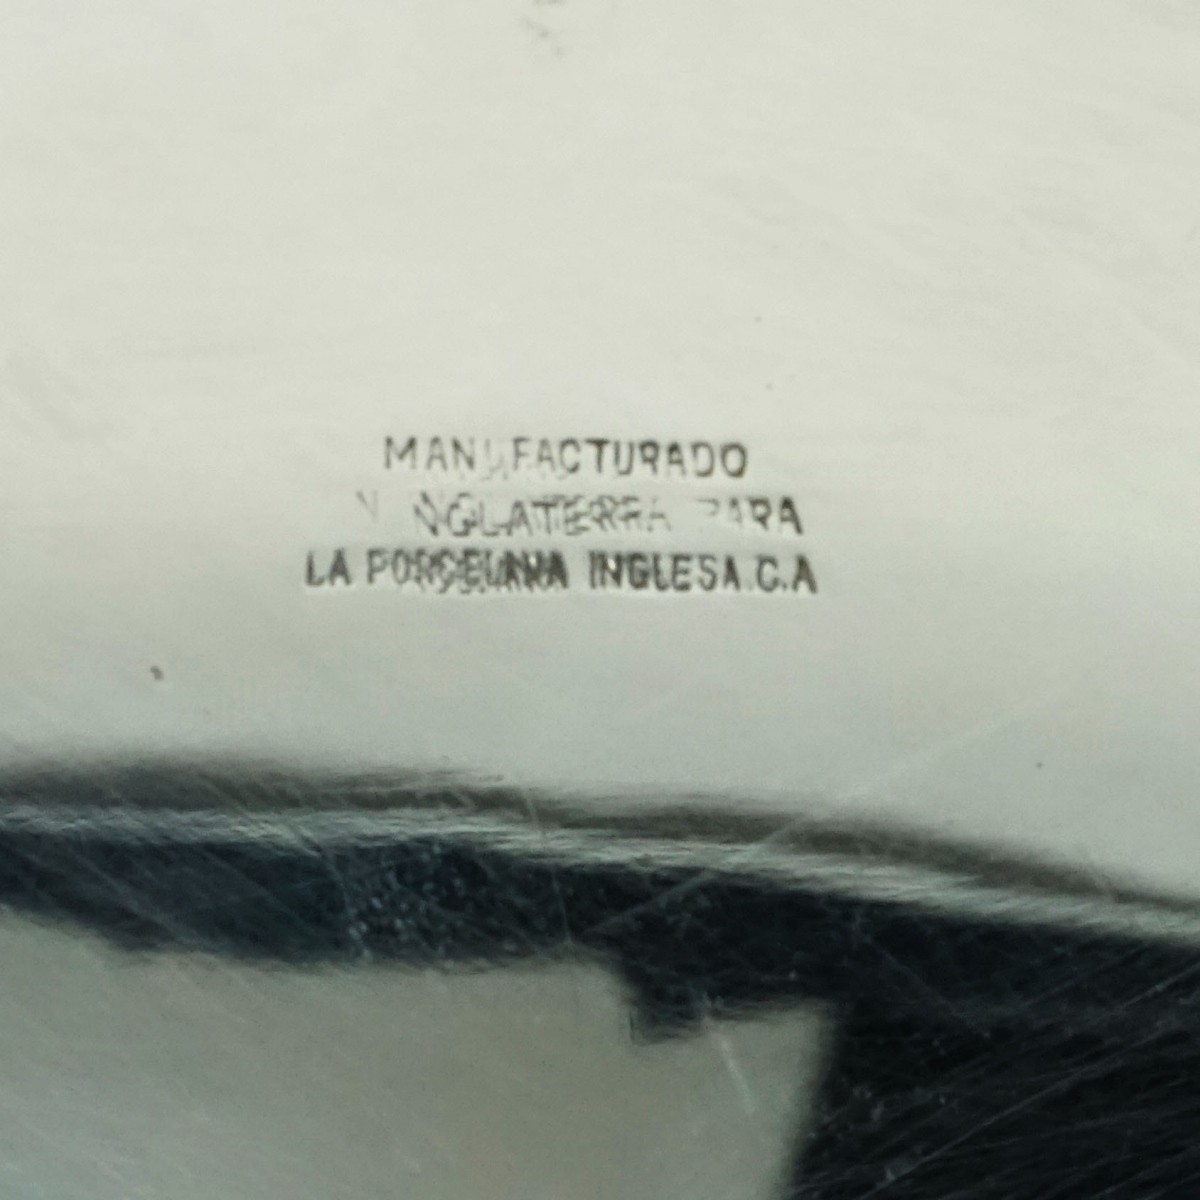 MANUFACTURADO
INGLATERRA PARA
LA PORCELANA INGLESA.C.A